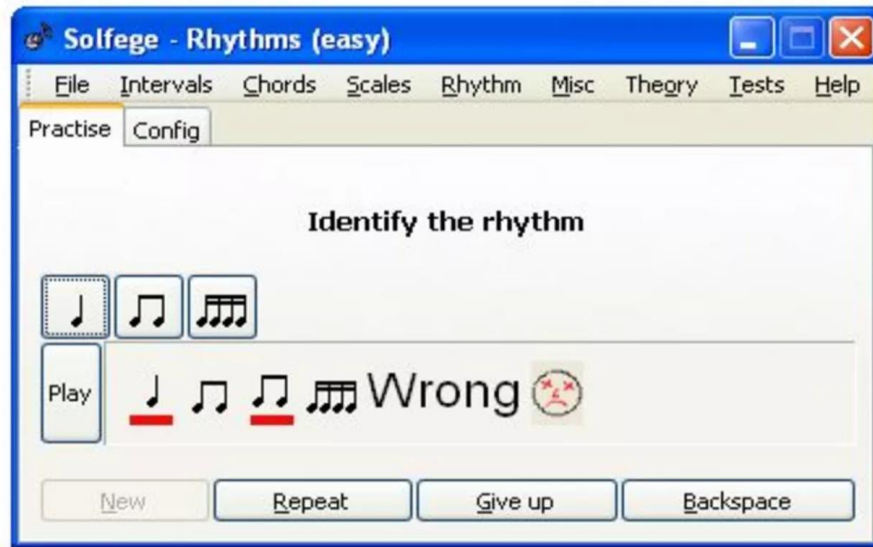 Solfege - Rhythms (easy)
File Intervals Chords Scales Rhythm Misc Theory Tests Help
Practise Config
Identify the rhythm
Play Wrong
New Repeat Give up Backspace